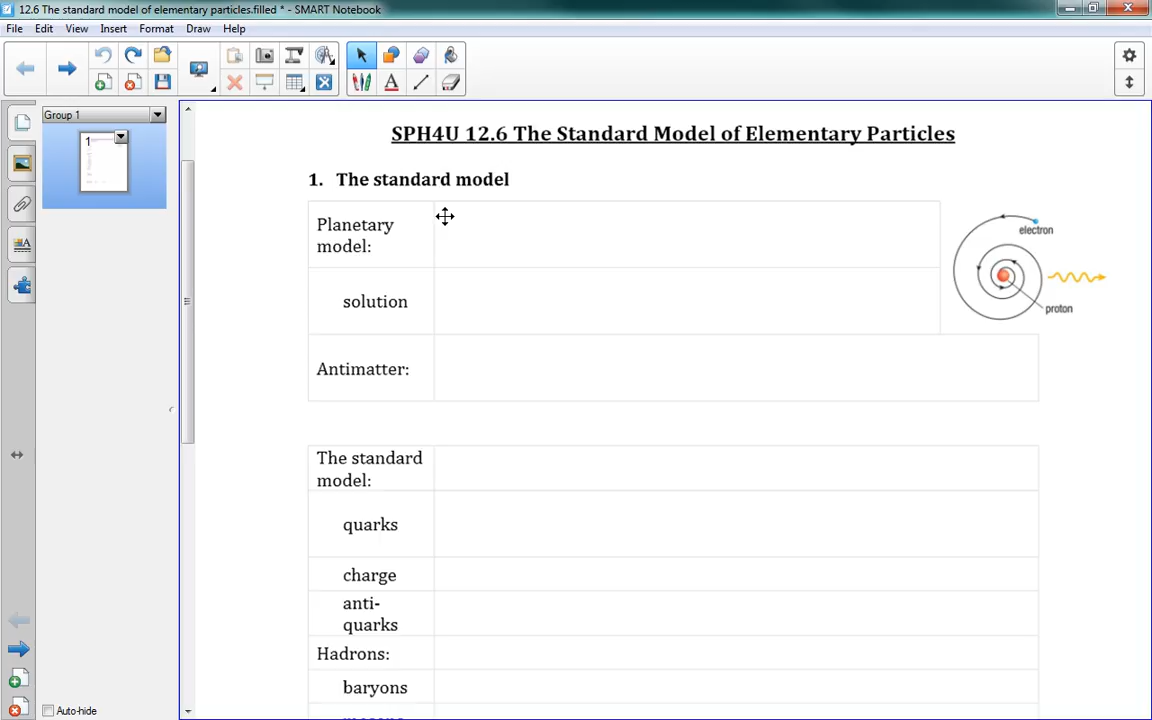 12.6 The standard model of elementary particles.filled * - SMART Notebook
File Edit View Insert Format Draw Help
Group 1
1
SPH4U 12.6 The Standard Model of Elementary Particles
1. The standard model
Planetary
model:
electron
solution
proton
Antimatter:
The standard
model:
quarks
charge
anti-
quarks
Hadrons:
baryons
Auto-hide